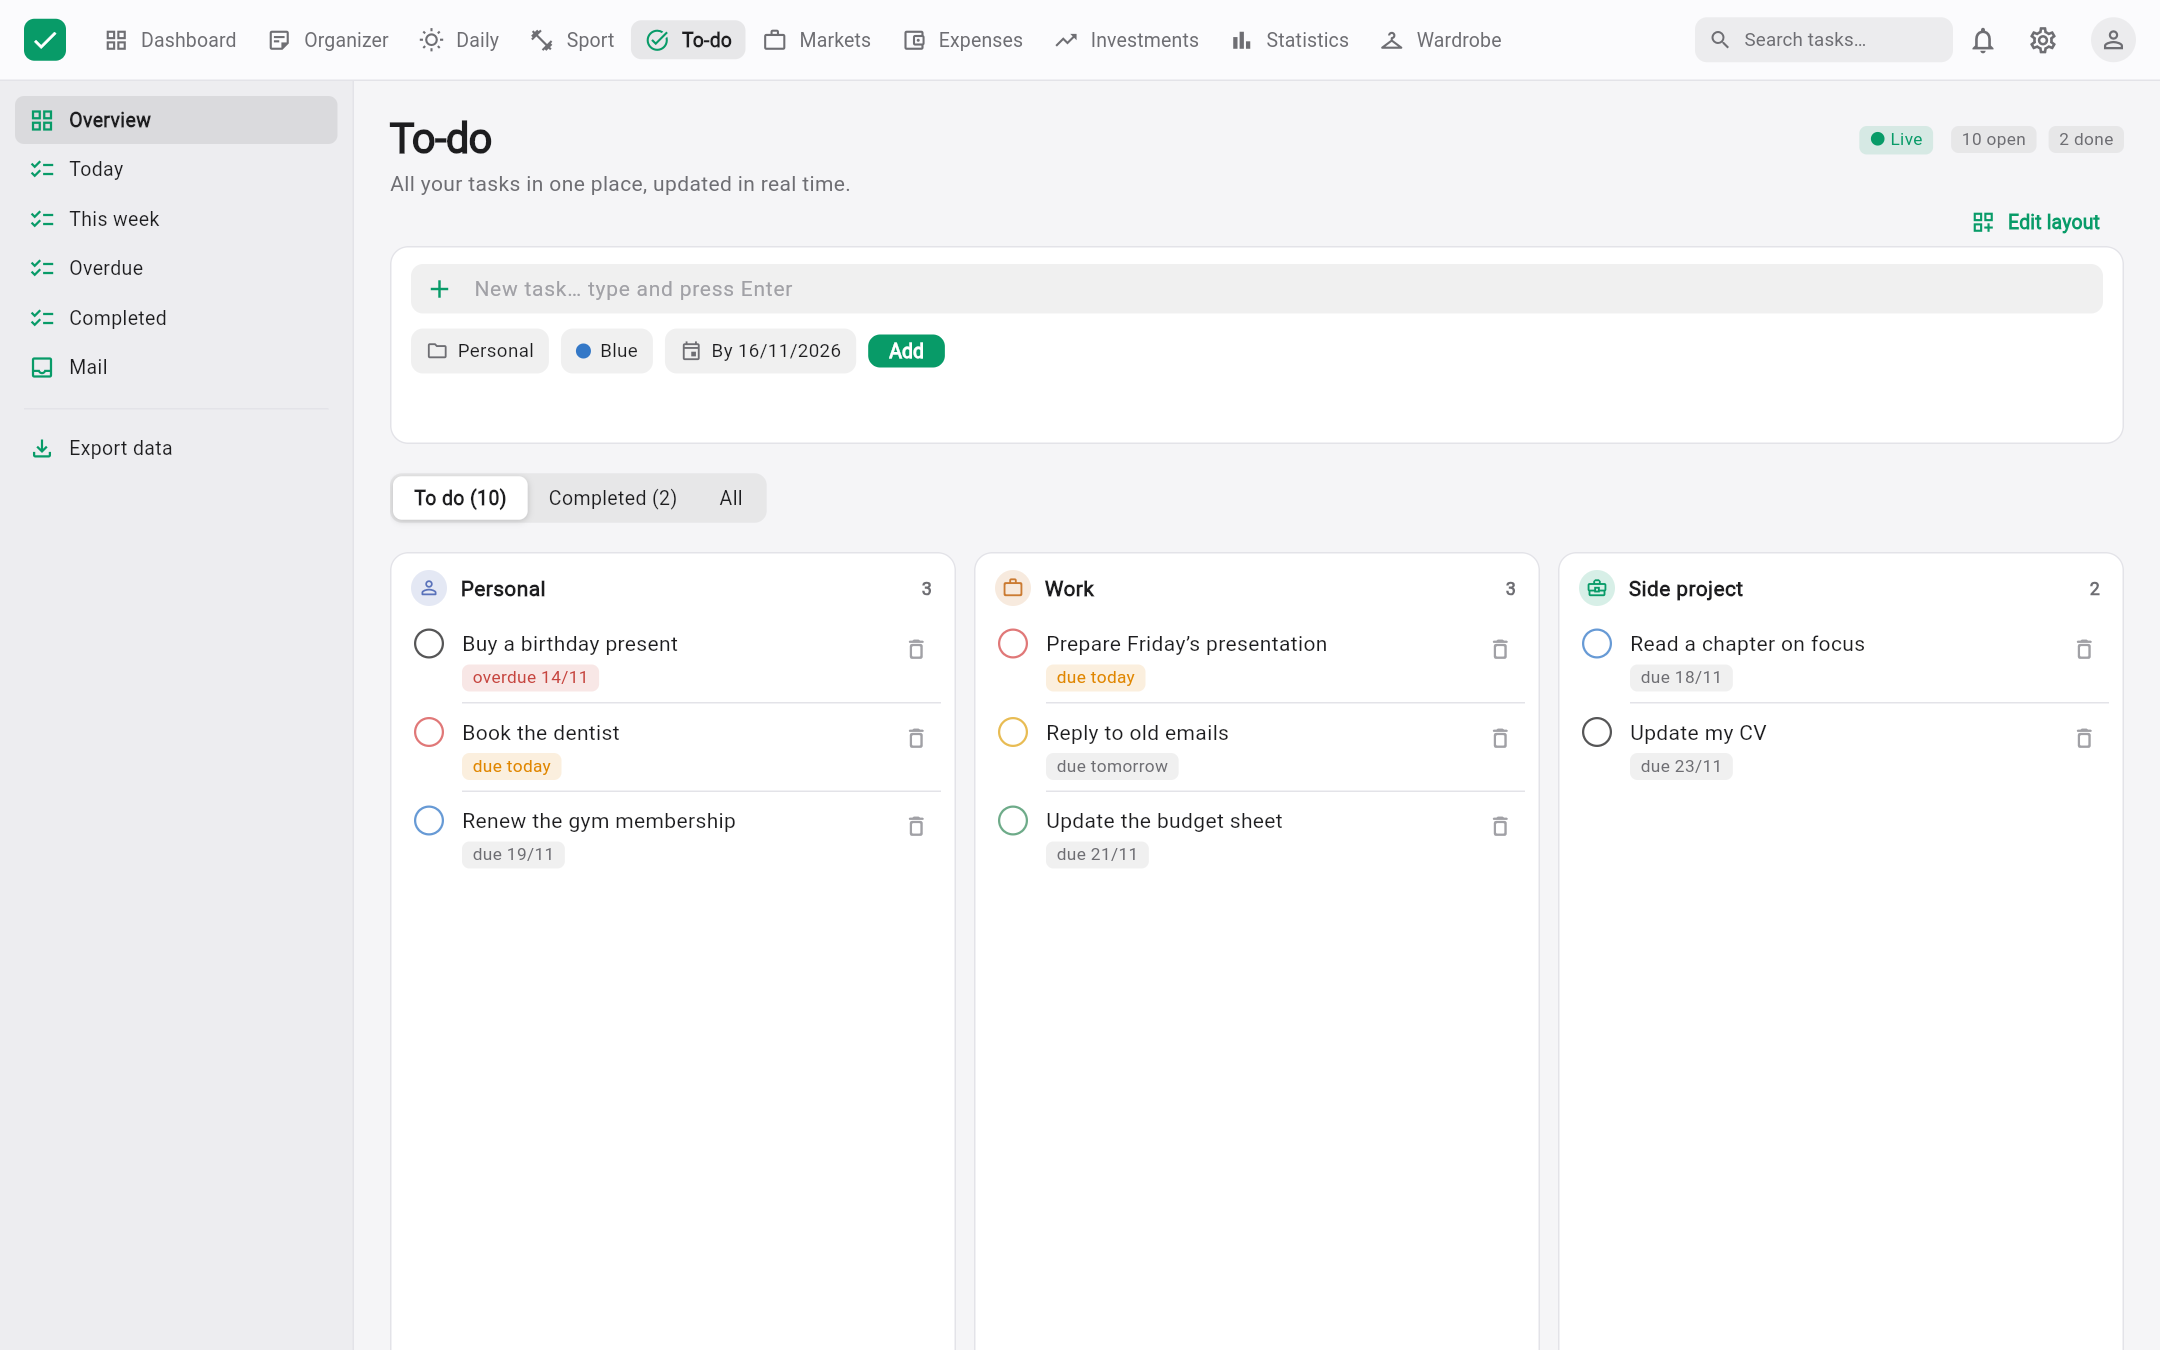 Dashboard
Organizer
Daily
Sport
To-do
Markets
Expenses
Investments
Statistics
Wardrobe
Search tasks…
Overview
Today
This week
Overdue
Completed
Mail
Export data
To-do
Live
10 open
2 done
All your tasks in one place, updated in real time.
Edit layout
New task… type and press Enter
Personal
Blue
By 16/11/2026
Add
To do (10)
Completed (2)
All
Personal
3
Buy a birthday present
overdue 14/11
Book the dentist
due today
Renew the gym membership
due 19/11
Work
3
Prepare Friday’s presentation
due today
Reply to old emails
due tomorrow
Update the budget sheet
due 21/11
Side project
2
Read a chapter on focus
due 18/11
Update my CV
due 23/11